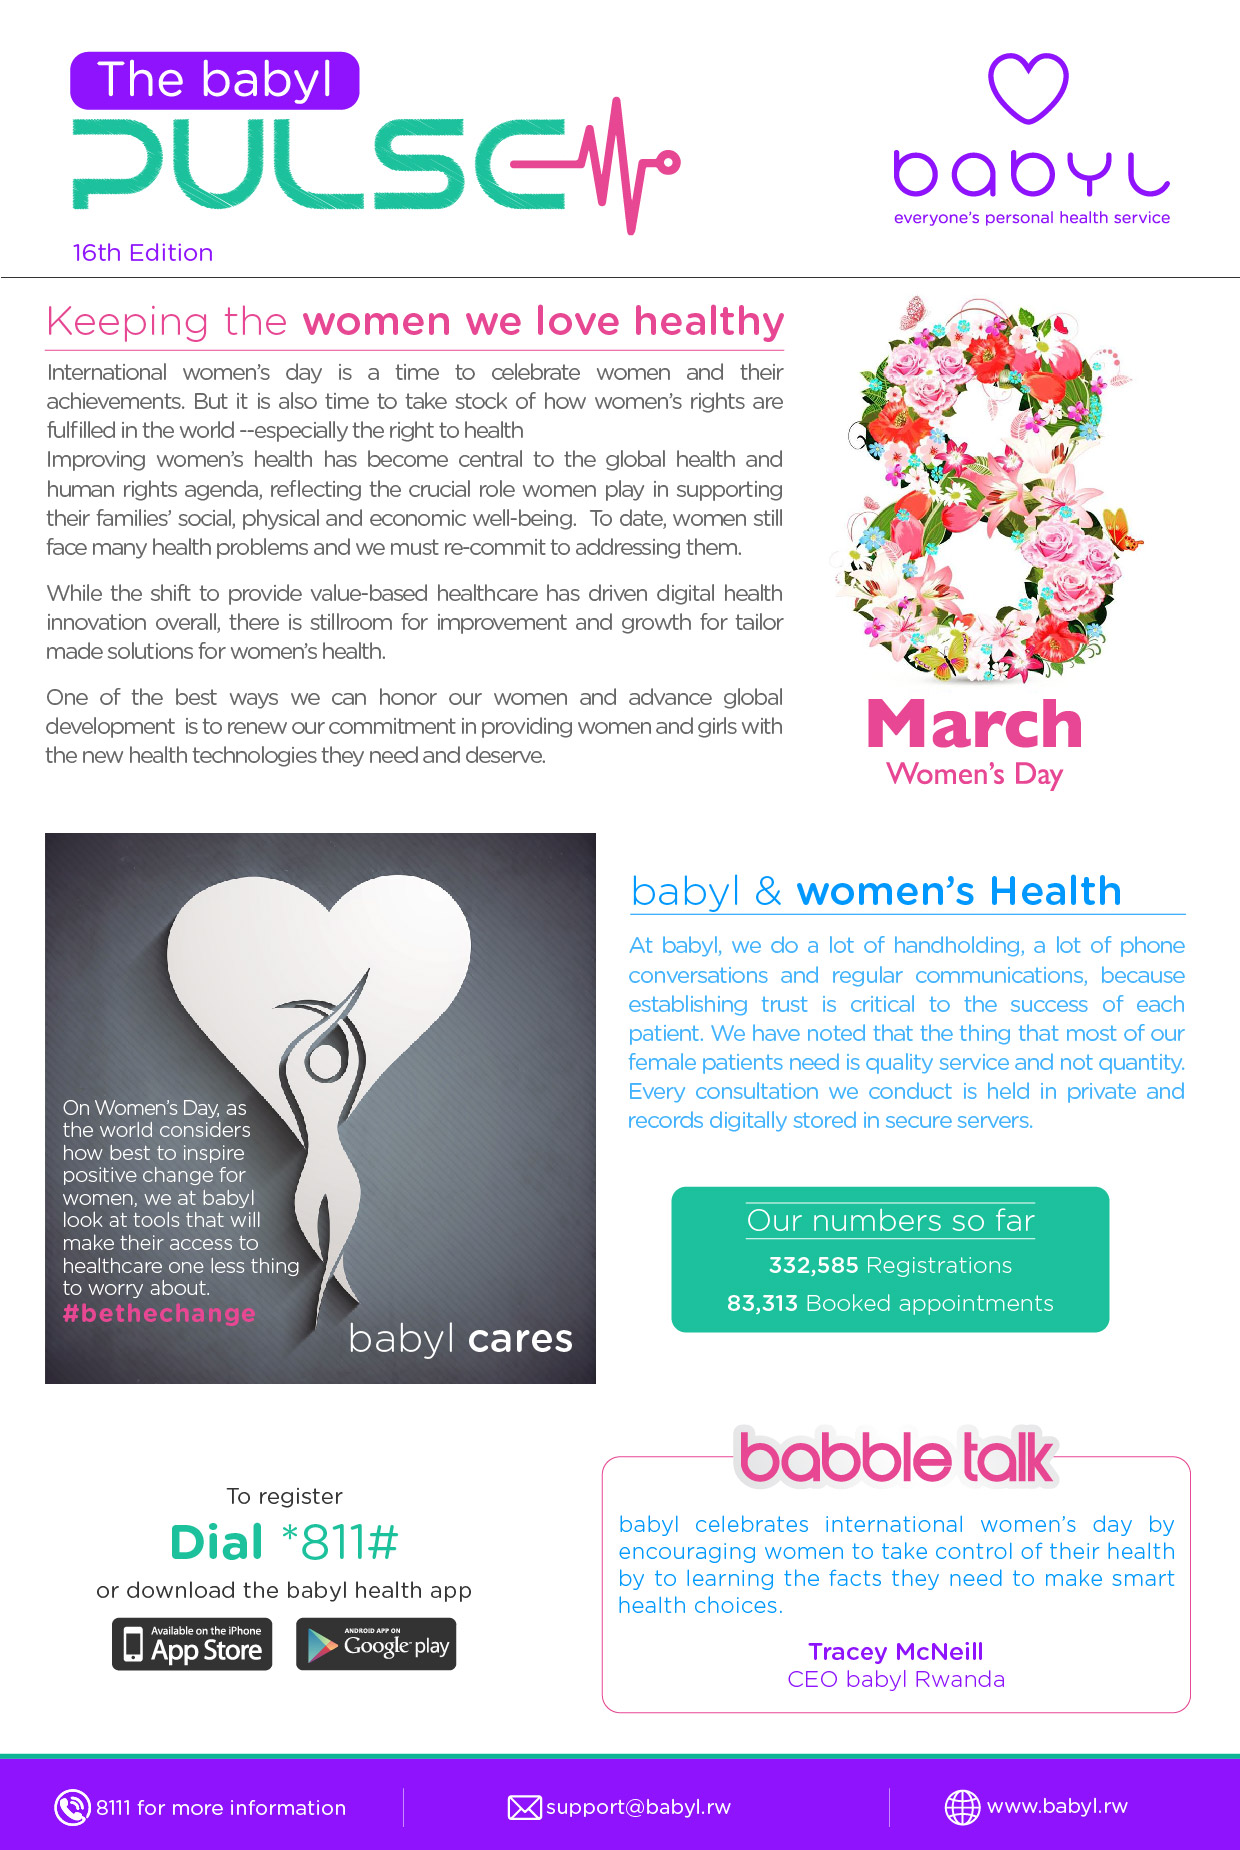 The babyl
PULSE
16th Edition
babyl
everyone's personal health service
Keeping the women we love healthy
International women's day is a time to celebrate women and their
achievements. But it is also time to take stock of how women's rights are
fulfilled in the world --especially the right to health
Improving women's health has become central to the global health and
human rights agenda, reflecting the crucial role women play in supporting
their families' social, physical and economic well-being. To date, women still
face many health problems and we must re-commit to addressing them.
While the shift to provide value-based healthcare has driven digital health
innovation overall, there is stillroom for improvement and growth for tailor
made solutions for women's health.
One of the best ways we can honor our women and advance global
development is to renew our commitment in providing women and girls with
the new health technologies they need and deserve.
8
March
Women's Day
On Women's Day, as
the world considers
how best to inspire
positive change for
women, we at babyl
look at tools that will
make their access to
healthcare one less thing
to worry about.
#bethechange
babyl cares
babyl & women's Health
At babyl, we do a lot of handholding, a lot of phone
conversations and regular communications, because
establishing trust is critical to the success of each
patient. We have noted that the thing that most of our
female patients need is quality service and not quantity.
Every consultation we conduct is held in private and
records digitally stored in secure servers.
Our numbers so far
332,585 Registrations
83,313 Booked appointments
To register
Dial *811#
or download the babyl health app
Available on the iPhone
App Store
ANDROID APP ON
Google play
babble talk
babyl celebrates international women's day by
encouraging women to take control of their health
by to learning the facts they need to make smart
health choices.
Tracey McNeill
CEO babyl Rwanda
8111 for more information
support@babyl.rw
www.babyl.rw